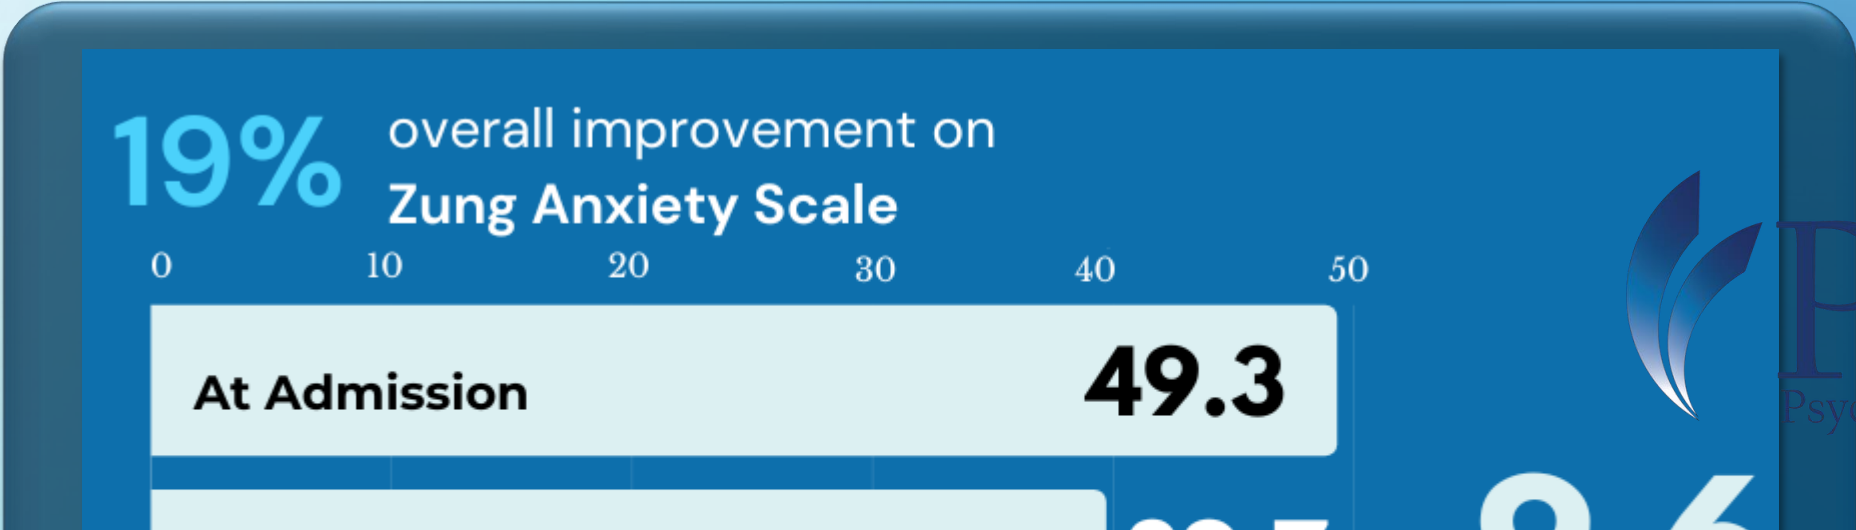 19%
overall improvement on
Zung Anxiety Scale
0 10 20 30 40 50
At Admission
49.3